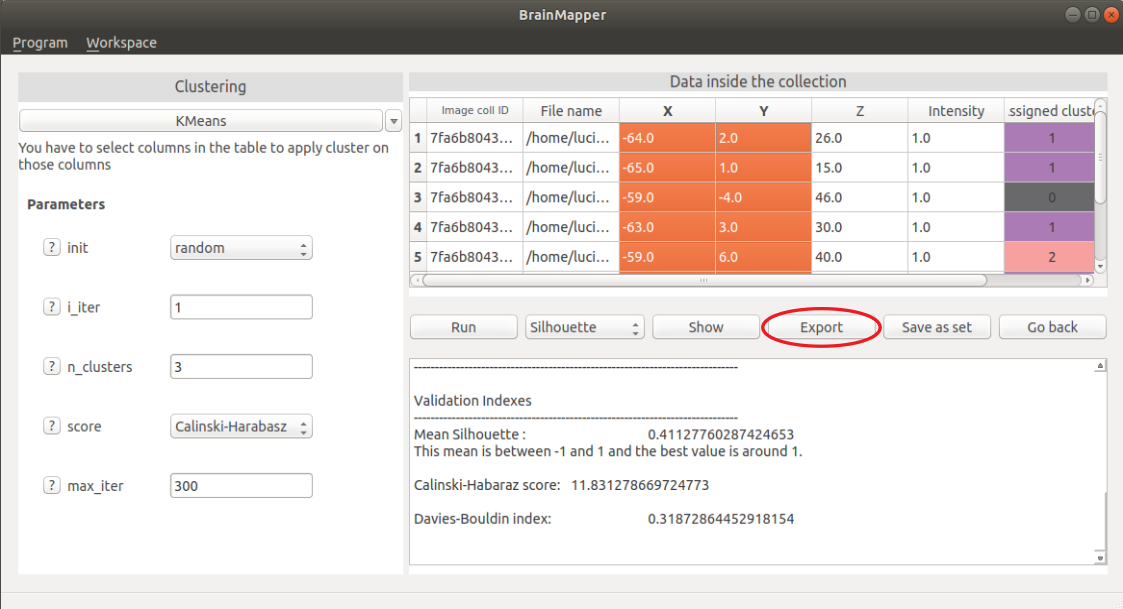 BrainMapper
Program Workspace
Clustering
KMeans
You have to select columns in the table to apply cluster on
those columns
Parameters
? init random
? i_iter 1
? n_clusters 3
? score Calinski-Harabasz
? max_iter 300
Data inside the collection
Image coll ID File name X Y Z Intensity ssigned cluste
1 7fa6b8043... /home/luci... -64.0 2.0 26.0 1.0 1
2 7fa6b8043... /home/luci... -65.0 1.0 15.0 1.0 1
3 7fa6b8043... /home/luci... -59.0 -4.0 46.0 1.0 0
4 7fa6b8043... /home/luci... -63.0 3.0 30.0 1.0 1
5 7fa6b8043... /home/luci... -59.0 6.0 40.0 1.0 2
Run Silhouette Show Export Save as set Go back
--------------------------------------------------------------------------------
Validation Indexes
--------------------------------------------------------------------------------
Mean Silhouette : 0.41127760287424653
This mean is between -1 and 1 and the best value is around 1.
Calinski-Habaraz score: 11.831278669724773
Davies-Bouldin index: 0.31872864452918154